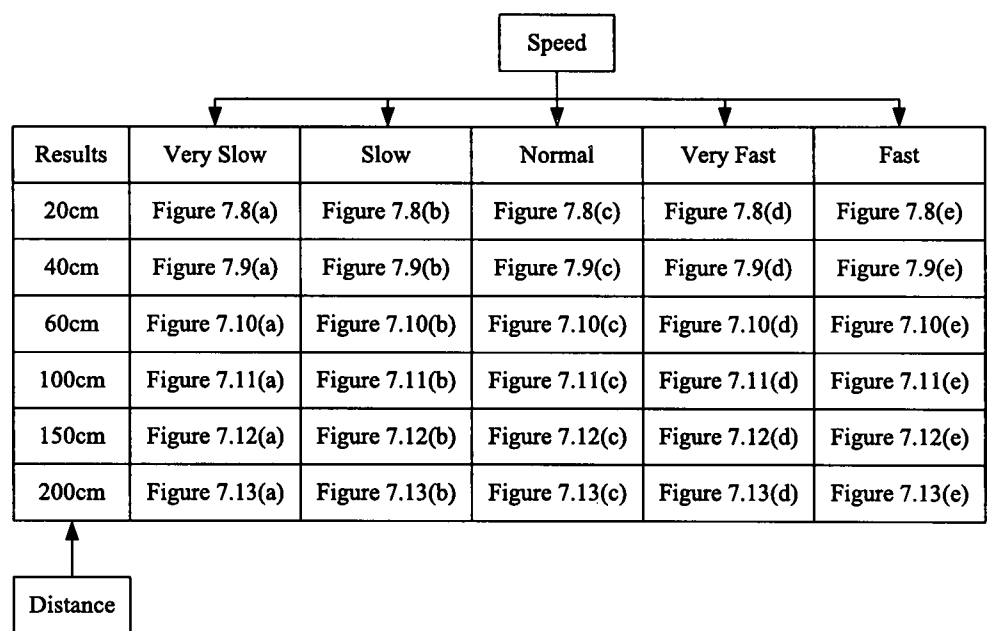 Speed
Results Very Slow Slow Normal Very Fast Fast
20cm Figure 7.8(a) Figure 7.8(b) Figure 7.8(c) Figure 7.8(d) Figure 7.8(e)
40cm Figure 7.9(a) Figure 7.9(b) Figure 7.9(c) Figure 7.9(d) Figure 7.9(e)
60cm Figure 7.10(a) Figure 7.10(b) Figure 7.10(c) Figure 7.10(d) Figure 7.10(e)
100cm Figure 7.11(a) Figure 7.11(b) Figure 7.11(c) Figure 7.11(d) Figure 7.11(e)
150cm Figure 7.12(a) Figure 7.12(b) Figure 7.12(c) Figure 7.12(d) Figure 7.12(e)
200cm Figure 7.13(a) Figure 7.13(b) Figure 7.13(c) Figure 7.13(d) Figure 7.13(e)
Distance